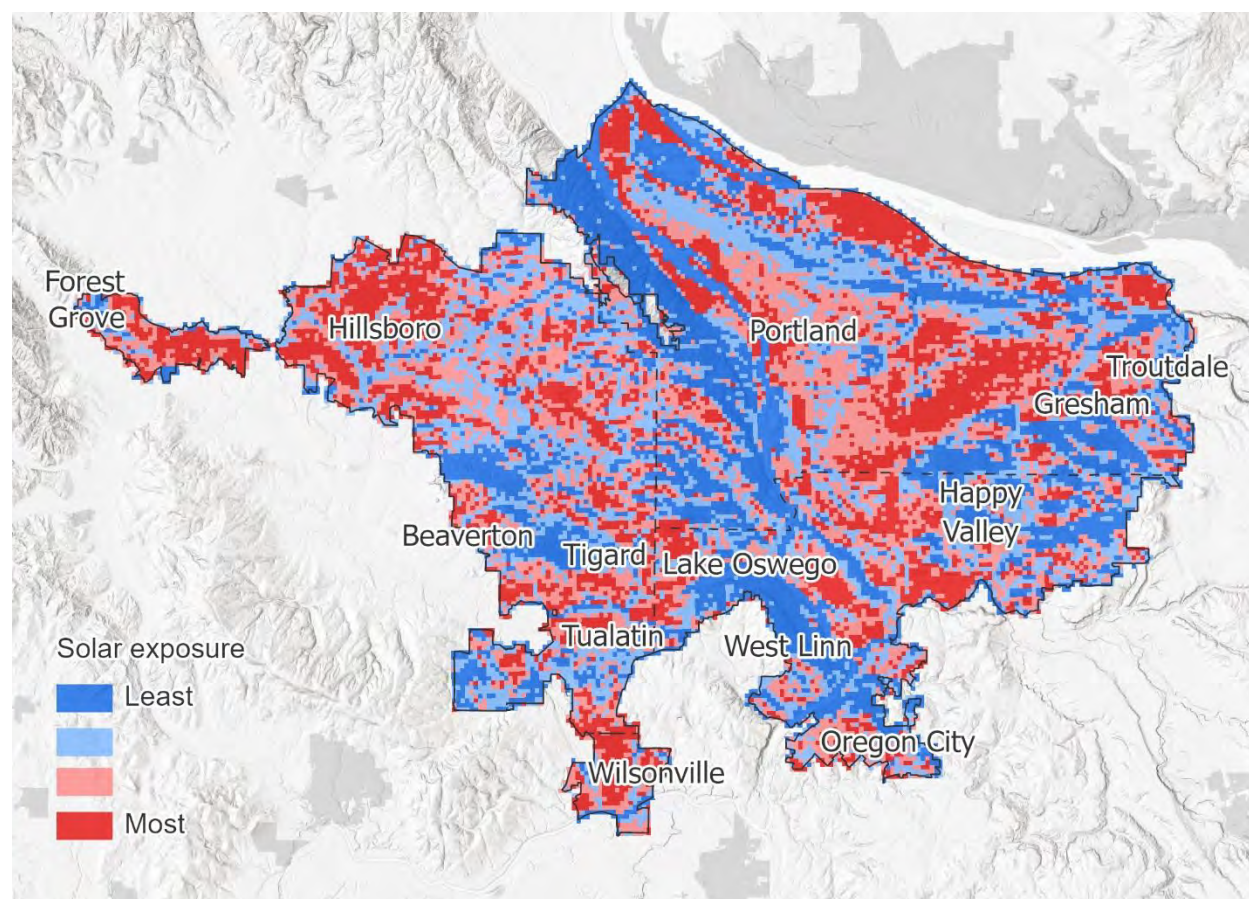 Forest
Grove
Hillsboro
Portland
Troutdale
Gresham
Happy
Valley
Beaverton
Tigard
Lake Oswego
Tualatin
West Linn
Oregon City
Wilsonville
Solar exposure
Least
Most